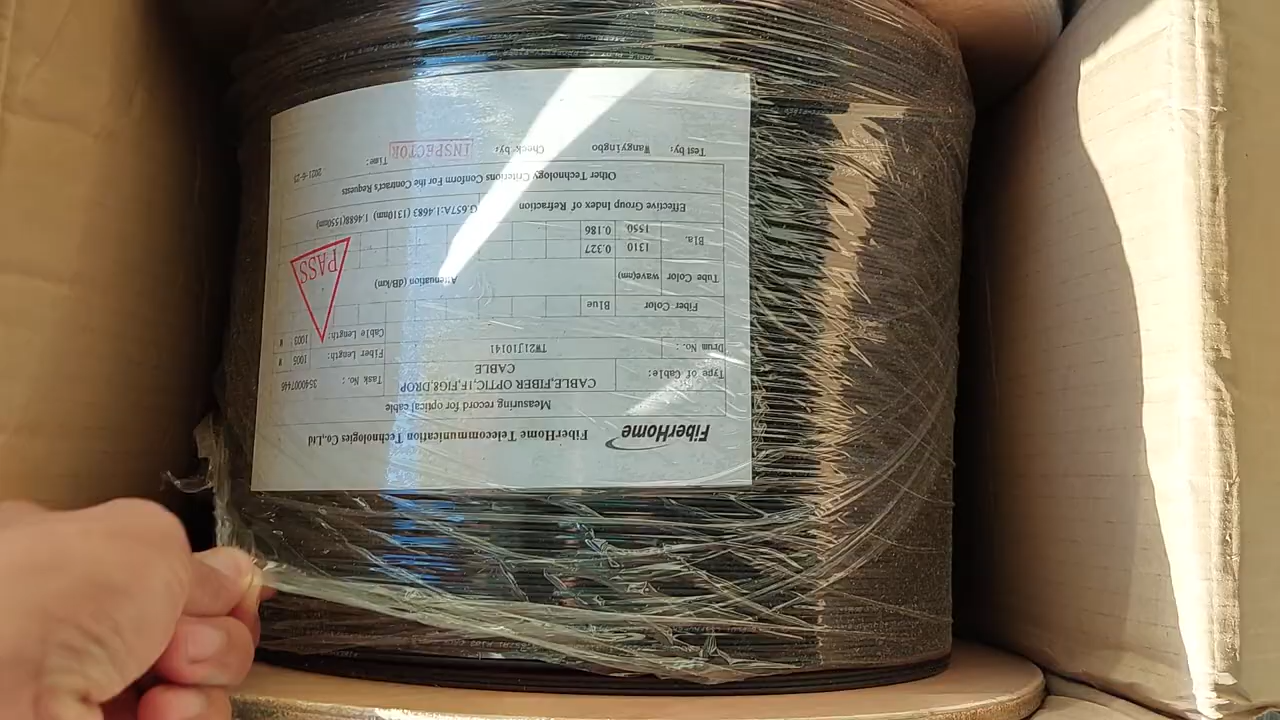 FiberHome FiberHome Telecommunication Technologies Co.,Ltd
Measuring record for optical cable
Type of Cable: CABLE,FIBER OPTIC,1F,FIG8,DROP CABLE Task No.: 3540007446
Fiber Length: 1005 M
Drum No.: TW21J10141 Cable Length: 1003 M
Fiber Color Blue
Tube Color wave(nm) Attenuation (dB/km)
Bla. 1310 0.327
1550 0.186
PASS
Effective Group Index of Refraction G.657A:1.4683 (1310nm) 1.4688(1550nm)
Other Technology Criterions Conform For the Contract's Requests
Test by: Wangyingbo Check by: INSPECTOR Time: 2021-6-23